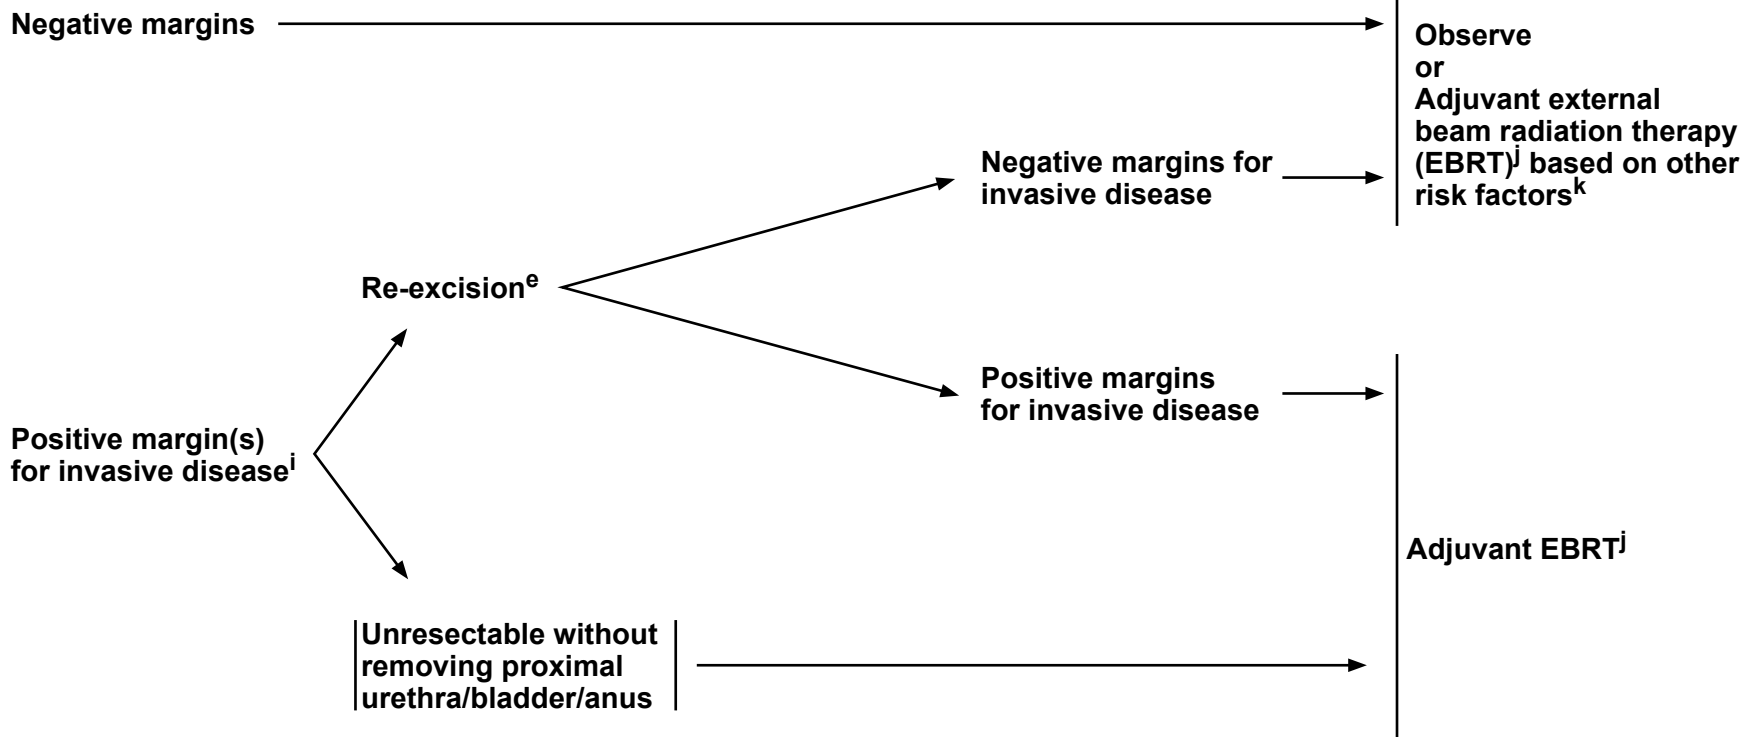 Negative margins
Observe
or
Adjuvant external
beam radiation therapy
(EBRT)j based on other
risk factorsk
Negative margins for
invasive disease
Re-excisione
Positive margins
for invasive disease
Positive margin(s)
for invasive diseasei
Adjuvant EBRTj
Unresectable without
removing proximal
urethra/bladder/anus